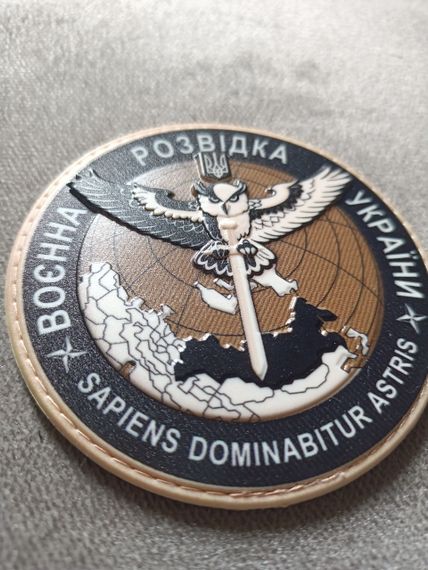 ВОЄННА РОЗВІДКА УКРАЇНИ
SAPIENS DOMINABITUR ASTRIS